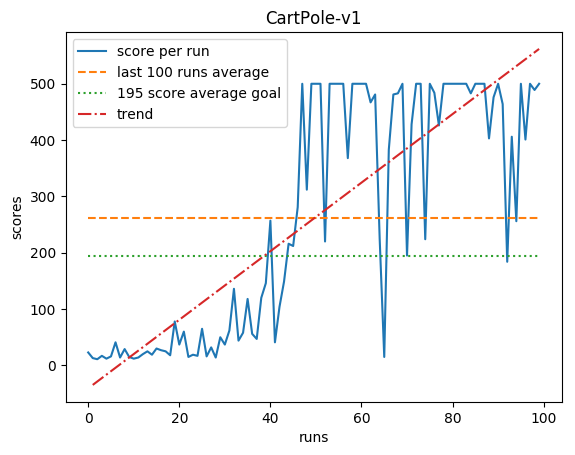 CartPole-v1
score per run
last 100 runs average
195 score average goal
trend
scores
500
400
300
200
100
0
0 20 40 60 80 100
runs